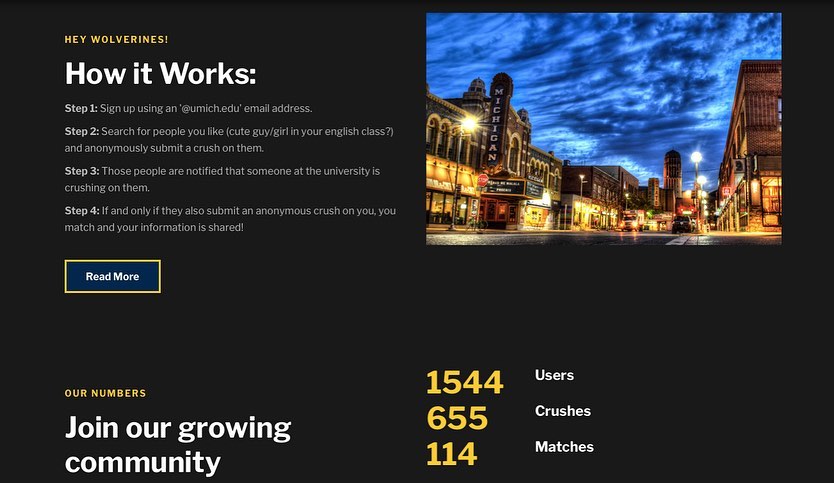 HEY WOLVERINES!
How it Works:
Step 1: Sign up using an '@umich.edu' email address.
Step 2: Search for people you like (cute guy/girl in your english class?)
and anonymously submit a crush on them.
Step 3: Those people are notified that someone at the university is
crushing on them.
Step 4: If and only if they also submit an anonymous crush on you, you
match and your information is shared!
Read More
MICHIGAN
OUR NUMBERS
Join our growing
community
1544 Users
655 Crushes
114 Matches